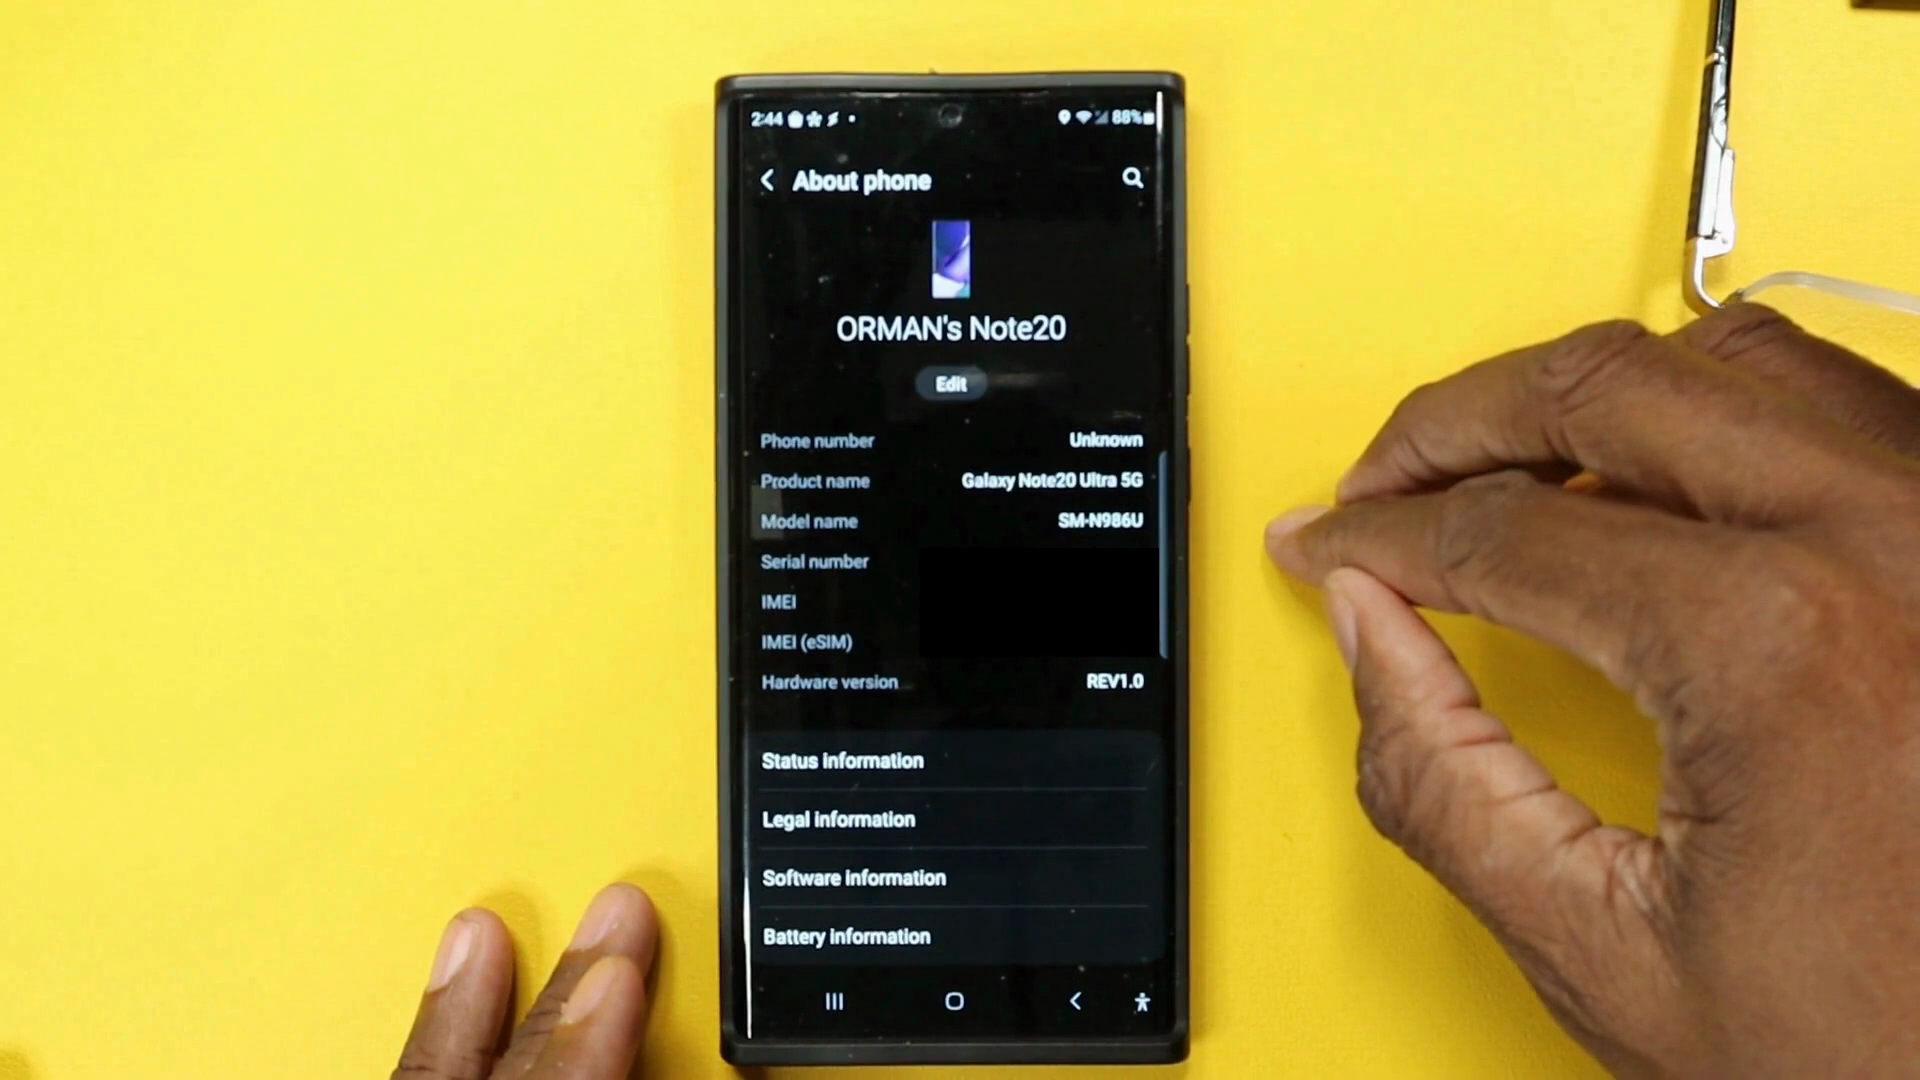 2:44 88%
About phone
ORMAN's Note20
Edit
Phone number Unknown
Product name Galaxy Note20 Ultra 5G
Model name SM-N986U
Serial number
IMEI
IMEI (eSIM)
Hardware version REV1.0
Status information
Legal information
Software information
Battery information